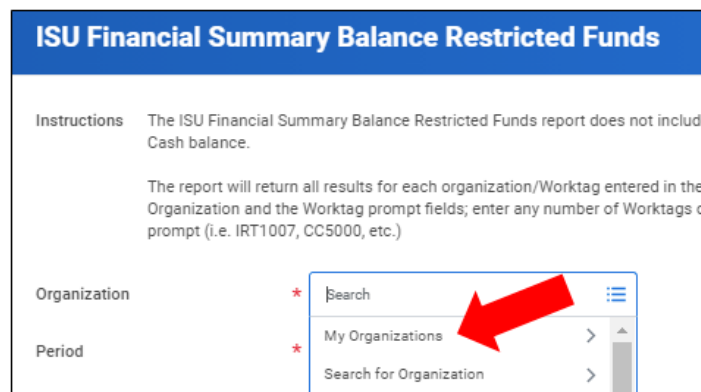 ISU Financial Summary Balance Restricted Funds
Instructions The ISU Financial Summary Balance Restricted Funds report does not includ
Cash balance.
The report will return all results for each organization/Worktag entered in the
Organization and the Worktag prompt fields; enter any number of Worktags
prompt (i.e. IRT1007, CC5000, etc.)
Organization * Search
My Organizations
Period *
Search for Organization